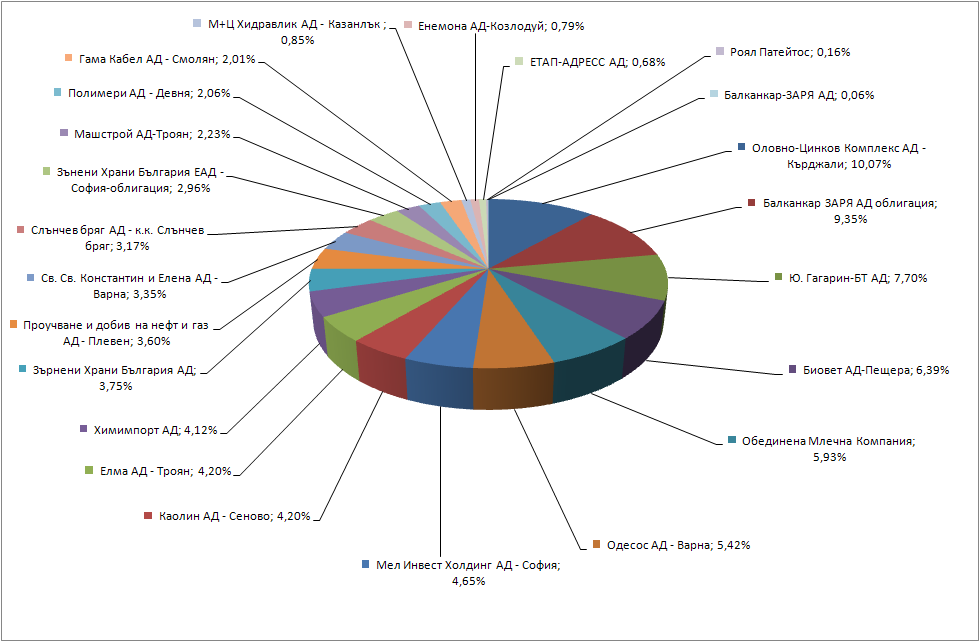 М+Ц Хидравлик АД - Казанлък ;
0,85%
Енемона АД-Козлодуй; 0,79%
Роял Патейтос; 0,16%
ЕТАП-АДРЕСС АД; 0,68%
Гама Кабел АД - Смолян; 2,01%
Полимери АД - Девня; 2,06%
Балканкар-ЗАРЯ АД; 0,06%
Машстрой АД-Троян; 2,23%
Оловно-Цинков Комплекс АД -
Кърджали; 10,07%
Зънени Храни България ЕАД -
София-облигация; 2,96%
Балканкар ЗАРЯ АД облигация;
9,35%
Слънчев бряг АД - к.к. Слънчев
бряг; 3,17%
Св. Св. Константин и Елена АД -
Варна; 3,35%
Ю. Гагарин-БТ АД; 7,70%
Проучване и добив на нефт и газ
АД - Плевен; 3,60%
Зърнени Храни България АД;
3,75%
Биовет АД-Пещера; 6,39%
Химимпорт АД; 4,12%
Обединена Млечна Компания;
5,93%
Елма АД - Троян; 4,20%
Каолин АД - Сеново; 4,20%
Одесос АД - Варна; 5,42%
Мел Инвест Холдинг АД - София;
4,65%